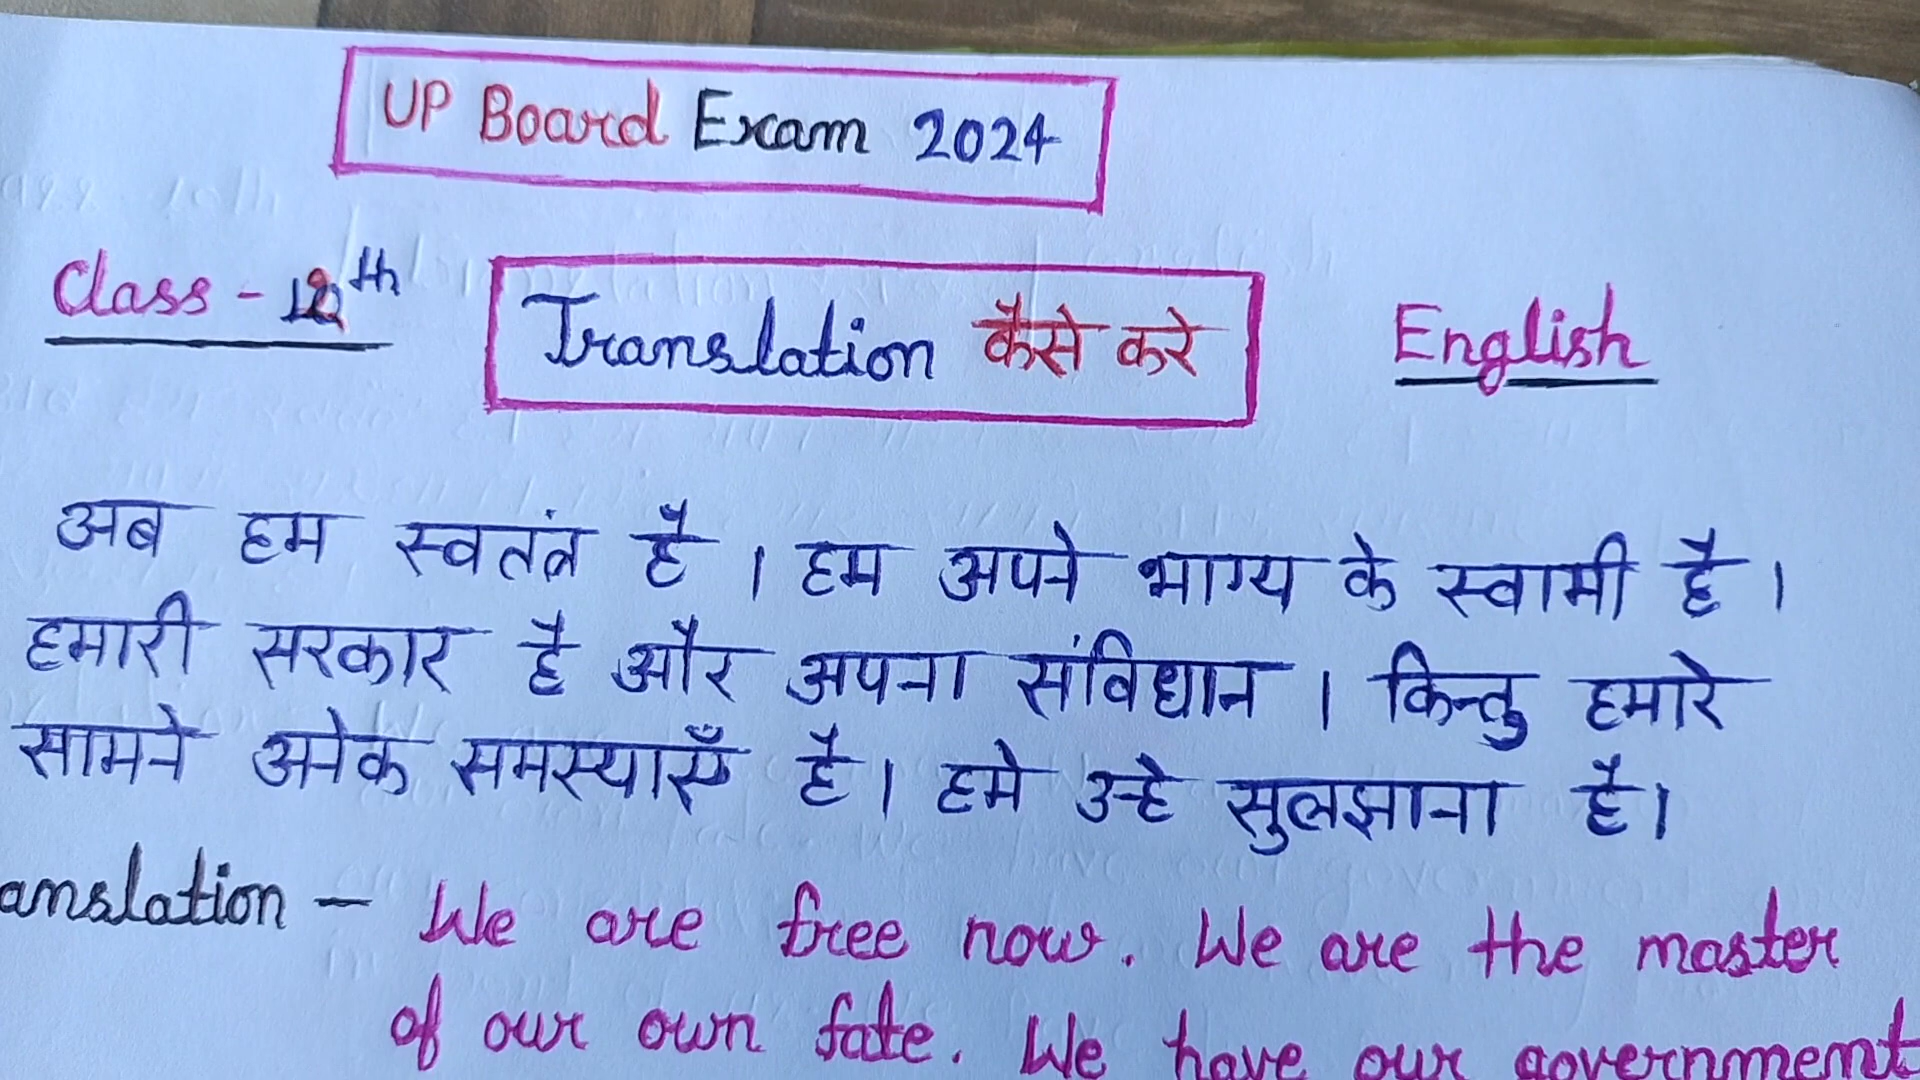 UP Board Exam 2024
Class - 12th Translation कैसे करे English
अब हम स्वतंत्र है । हम अपने भाग्य के स्वामी है ।
हमारी सरकार है और अपना संविधान । किन्तु हमारे
सामने अनेक समस्याएँ है । हमे उन्हे सुलझाना है ।
anslation – We are free now. We are the master
of our own fate. We have our government